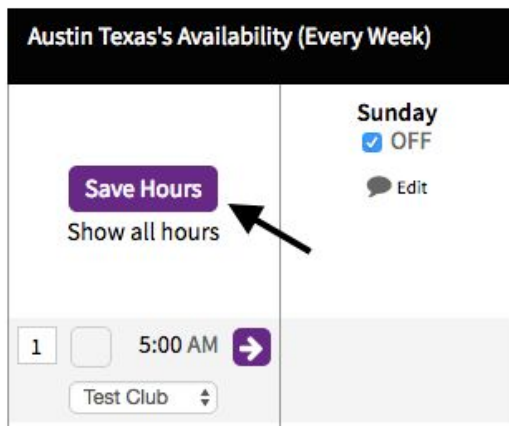 Austin Texas's Availability (Every Week)
Sunday
OFF
Edit
Save Hours
Show all hours
1 5:00 AM
Test Club